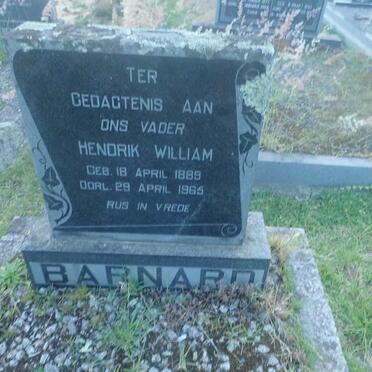 TER
GEDAGTENIS AAN
ONS VADER
HENDRIK WILLIAM
GEB. 18 APRIL 1889
OORL. 29 APRIL 1965
RUS IN VREDE
BARNARD